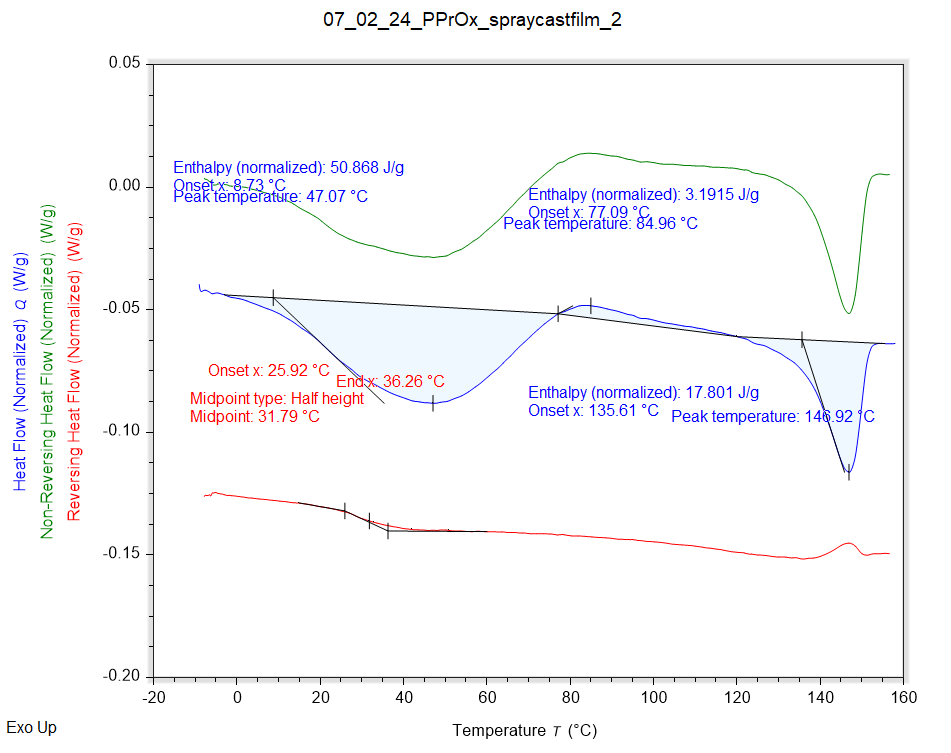 07_02_24_PPrOx_spraycastfilm_2
Heat Flow (Normalized) Q (W/g)
Non-Reversing Heat Flow (Normalized) (W/g)
Reversing Heat Flow (Normalized) (W/g)
0.05
0.00
-0.05
-0.10
-0.15
-0.20
Enthalpy (normalized): 50.868 J/g
Onset x: 8.73 °C
Peak temperature: 47.07 °C
Enthalpy (normalized): 3.1915 J/g
Onset x: 77.09 °C
Peak temperature: 84.96 °C
Onset x: 25.92 °C
End x: 36.26 °C
Midpoint type: Half height
Midpoint: 31.79 °C
Enthalpy (normalized): 17.801 J/g
Onset x: 135.61 °C
Peak temperature: 146.92 °C
-20 0 20 40 60 80 100 120 140 160
Exo Up
Temperature T (°C)